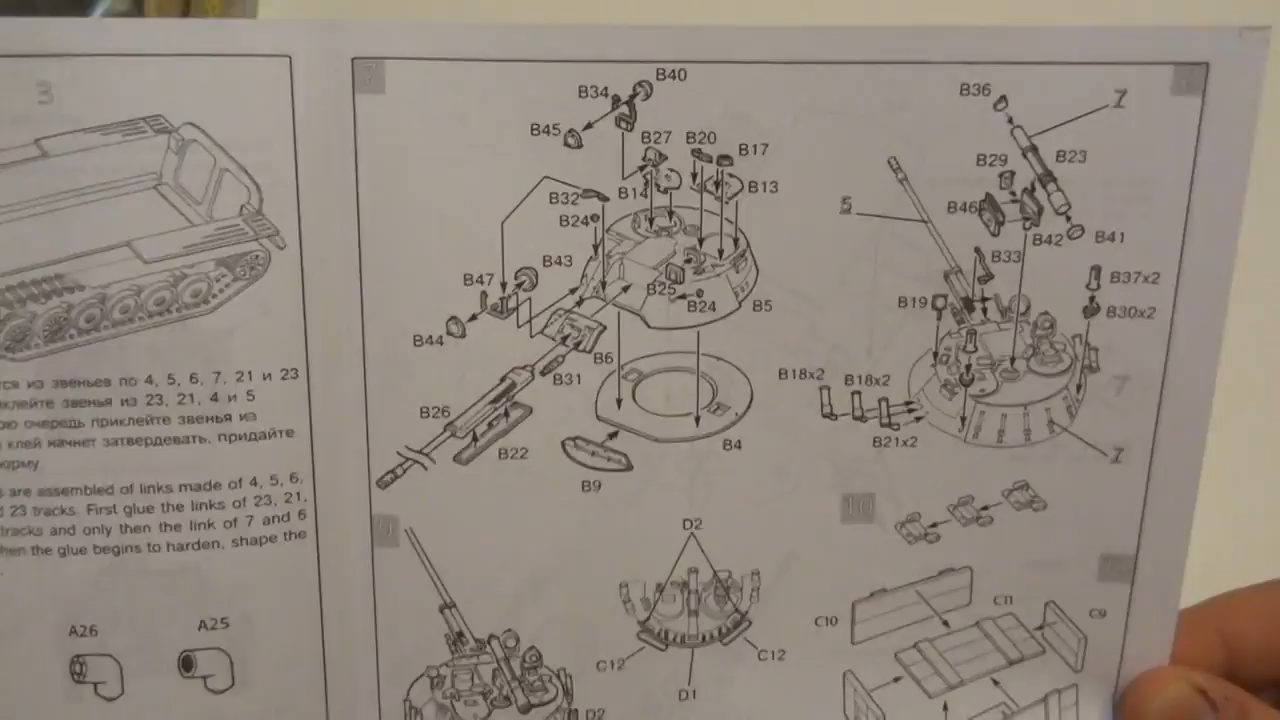 3
7
B40
B34
B45
B27
B20
B17
B14
B13
B32
B24
B43
B47
B25
B24
B5
B44
B6
B31
B26
B22
B9
B4
B36
7
B23
B29
B46
B42
B41
5
B33
B37x2
B19
B30x2
7
B18x2
B18x2
B21x2
7
из звеньев по 4, 5, 6, 7, 21 и 23
звенья из 23, 21, 4 и 5
очередь приклейте звенья из
клей начнет затвердевать, придайте
are assembled of links made of 4, 5, 6,
23 tracks. First glue the links of 23, 21,
tracks and only then the link of 7 and 6
the glue begins to harden, shape the
A26
A25
9
D2
C12
C12
D1
D2
10
C10
C11
C9